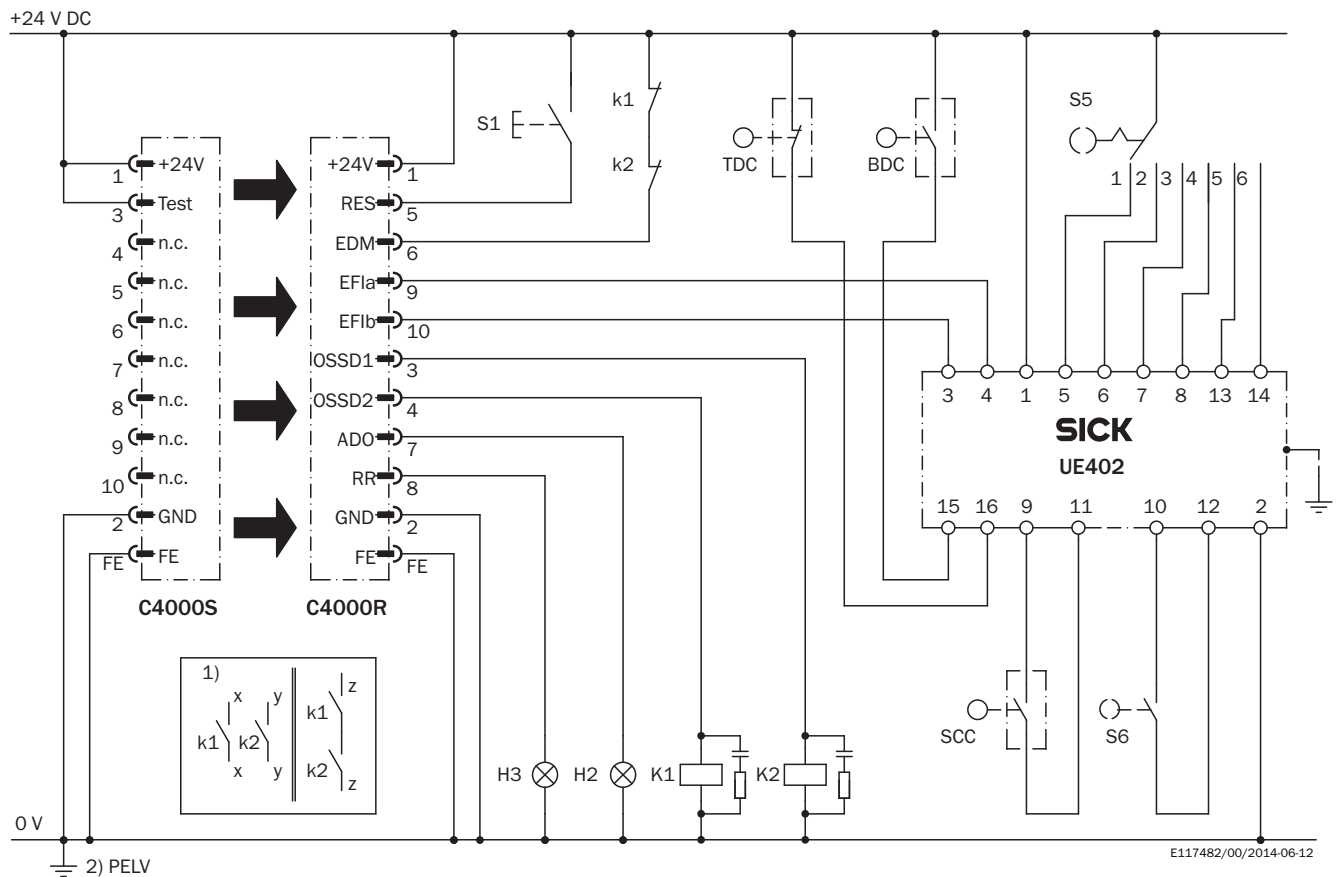 +24 V DC
S1
k1
k2
TDC
BDC
S5
1 2 3 4 5 6
+24V
1
Test
3
n.c.
4
n.c.
5
n.c.
6
n.c.
7
n.c.
8
n.c.
9
n.c.
10
GND
2
FE
FE
C4000S
+24V
1
RES
5
EDM
6
EFIa
9
EFIb
10
OSSD1
3
OSSD2
4
ADO
7
RR
8
GND
2
FE
FE
C4000R
3 4 1 5 6 7 8 13 14
SICK
UE402
15 16 9 11 10 12 2
SCC
S6
1)
x y z
k1 k2 k1
x y
k2 z
H3
H2
K1
K2
0 V
2) PELV
E117482/00/2014-06-12